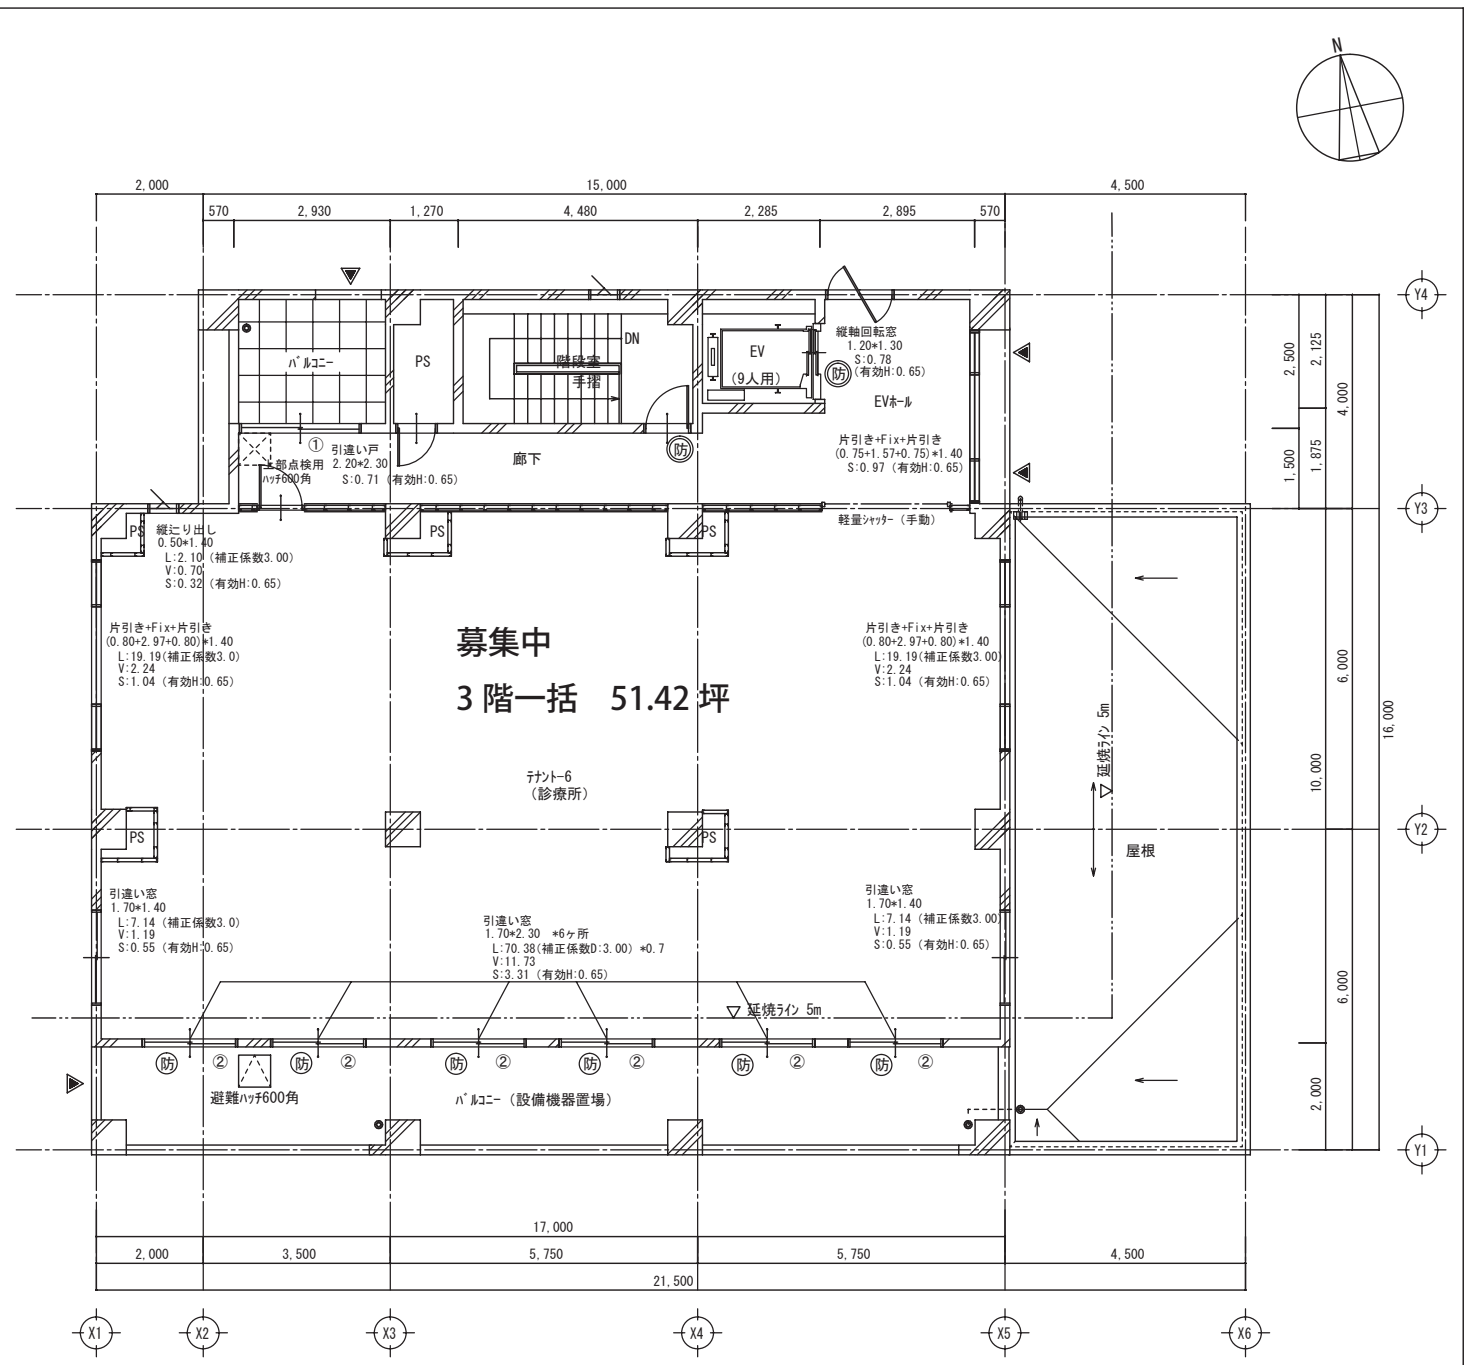 N
2,000
15,000
4,500
570
2,930
1,270
4,480
2,285
2,895
570
Y4
バルコニー
PS
DN
階段室
手摺
EV
(9人用)
縦軸回転窓
1.20*1.30
S:0.78
(有効H:0.65)
防
EVホール
2,500
2,125
4,000
①
引違い戸
2.20*2.30
S:0.71 (有効H:0.65)
上部点検用
ハッチ600角
廊下
防
片引き+Fix+片引き
(0.75+1.57+0.75)*1.40
S:0.97 (有効H:0.65)
1,500
1,875
Y3
軽量シャッター (手動)
PS
PS
PS
縦辷り出し
0.50*1.40
L:2.10 (補正係数3.00)
V:0.70
S:0.32 (有効H:0.65)
片引き+Fix+片引き
(0.80+2.97+0.80)*1.40
L:19.19(補正係数3.0)
V:2.24
S:1.04 (有効H:0.65)
募集中
3 階一括 51.42 坪
片引き+Fix+片引き
(0.80+2.97+0.80)*1.40
L:19.19(補正係数3.00)
V:2.24
S:1.04 (有効H:0.65)
▽ 延焼ライン 5m
6,000
16,000
10,000
テナント-6
(診療所)
PS
PS
屋根
Y2
引違い窓
1.70*1.40
L:7.14 (補正係数3.0)
V:1.19
S:0.55 (有効H:0.65)
引違い窓
1.70*2.30 *6ヶ所
L:70.38(補正係数D:3.00) *0.7
V:11.73
S:3.31 (有効H:0.65)
引違い窓
1.70*1.40
L:7.14 (補正係数3.00)
V:1.19
S:0.55 (有効H:0.65)
▽ 延焼ライン 5m
6,000
防 ② 防 ② 防 ② 防 ② 防 ② 防 ②
避難ハッチ600角
バルコニー (設備機器置場)
2,000
Y1
17,000
2,000
3,500
5,750
5,750
4,500
21,500
X1
X2
X3
X4
X5
X6